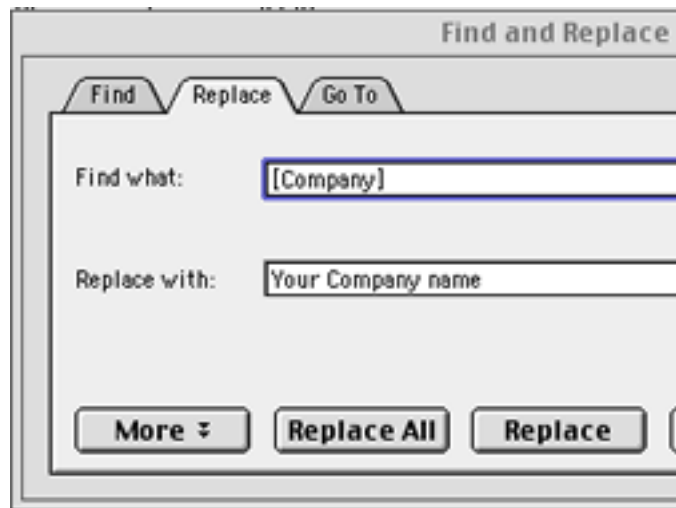 Find and Replace
Find Replace Go To
Find what: [Company]
Replace with: Your Company name
More Replace All Replace